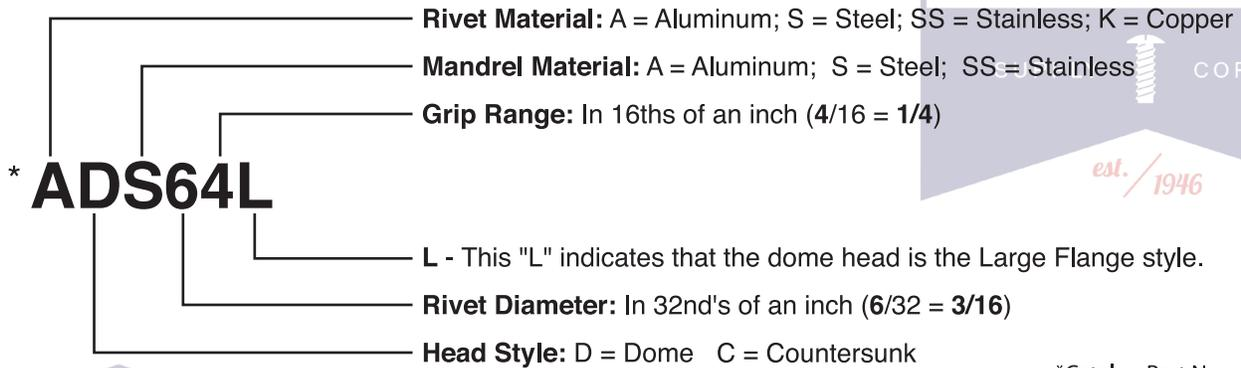 Rivet Material: A = Aluminum; S = Steel; SS = Stainless; K = Copper
Mandrel Material: A = Aluminum; S = Steel; SS = Stainless
Grip Range: In 16ths of an inch (4/16 = 1/4)
* ADS64L
est. 1946
L - This "L" indicates that the dome head is the Large Flange style.
Rivet Diameter: In 32nd's of an inch (6/32 = 3/16)
Head Style: D = Dome C = Countersunk